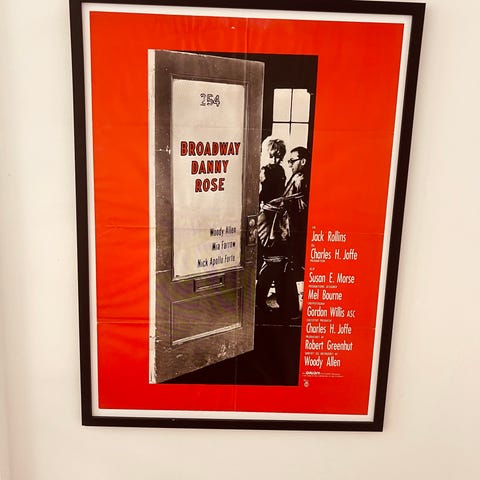 254
BROADWAY
DANNY
ROSE
Woody Allen
Mia Farrow
Nick Apollo Forte
Jack Rollins
Charles H. Joffe
Susan E. Morse
Mel Bourne
Gordon Willis ASC
Charles H. Joffe
Robert Greenhut
Woody Allen